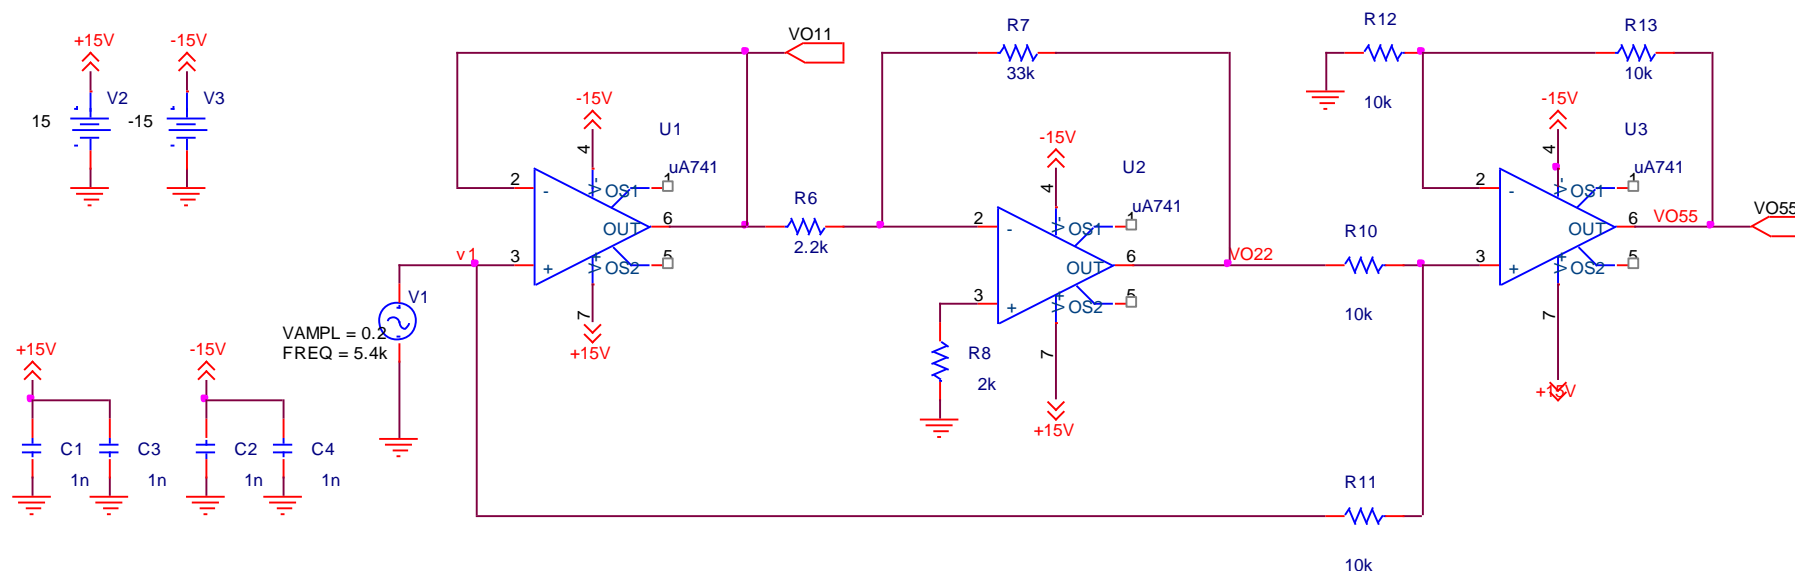 +15V
-15V
V2
V3
15
-15
VO11
R7
33k
R12
10k
R13
10k
-15V
4
U1
uA741
2
-
V-
OS1
1
6
OUT
3
+
V+
OS2
5
7
+15V
v1
V1
VAMPL = 0.2
FREQ = 5.4k
R6
2.2k
-15V
4
U2
uA741
2
-
V-
OS1
1
6
OUT
3
+
V+
OS2
5
7
+15V
R8
2k
VO22
R10
10k
-15V
4
U3
uA741
2
-
V-
OS1
1
6
OUT
3
+
V+
OS2
5
7
+15V
VO55
VO55
+15V
-15V
C1
1n
C3
1n
C2
1n
C4
1n
R11
10k